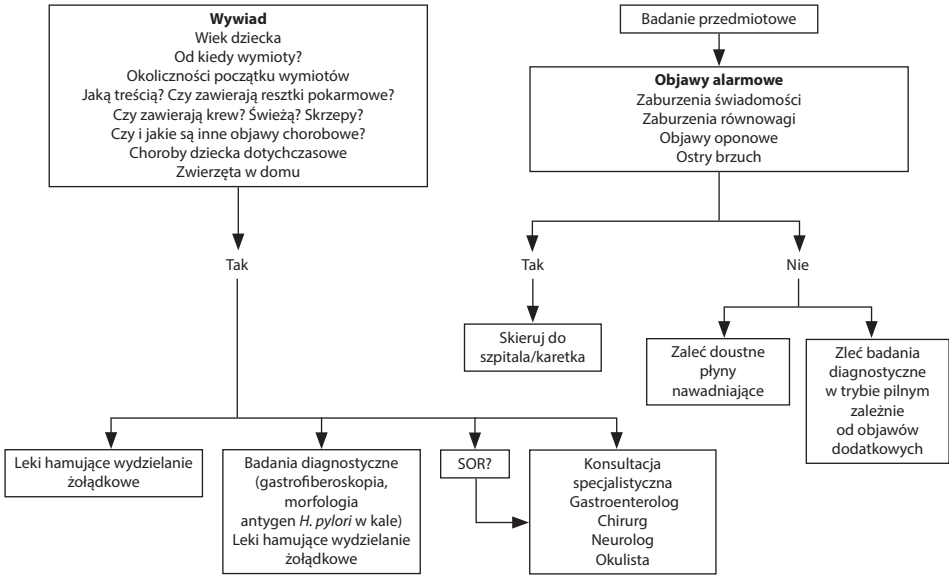 Wywiad
Wiek dziecka
Od kiedy wymioty?
Okoliczności początku wymiotów
Jaką treścią? Czy zawierają resztki pokarmowe?
Czy zawierają krew? Świeżą? Skrzepy?
Czy i jakie są inne objawy chorobowe?
Choroby dziecka dotychczasowe
Zwierzęta w domu
Badanie przedmiotowe
Objawy alarmowe
Zaburzenia świadomości
Zaburzenia równowagi
Objawy oponowe
Ostry brzuch
Tak
Tak
Nie
Skieruj do
szpitala/karetka
Zaleć doustne
płyny
nawadniające
Zleć badania
diagnostyczne
w trybie pilnym
zależnie
od objawów
dodatkowych
Leki hamujące wydzielanie
żołądkowe
Badania diagnostyczne
(gastrofiberoskopia,
morfologia
antygen H. pylori w kale)
Leki hamujące wydzielanie
żołądkowe
SOR?
Konsultacja
specjalistyczna
Gastroenterolog
Chirurg
Neurolog
Okulista